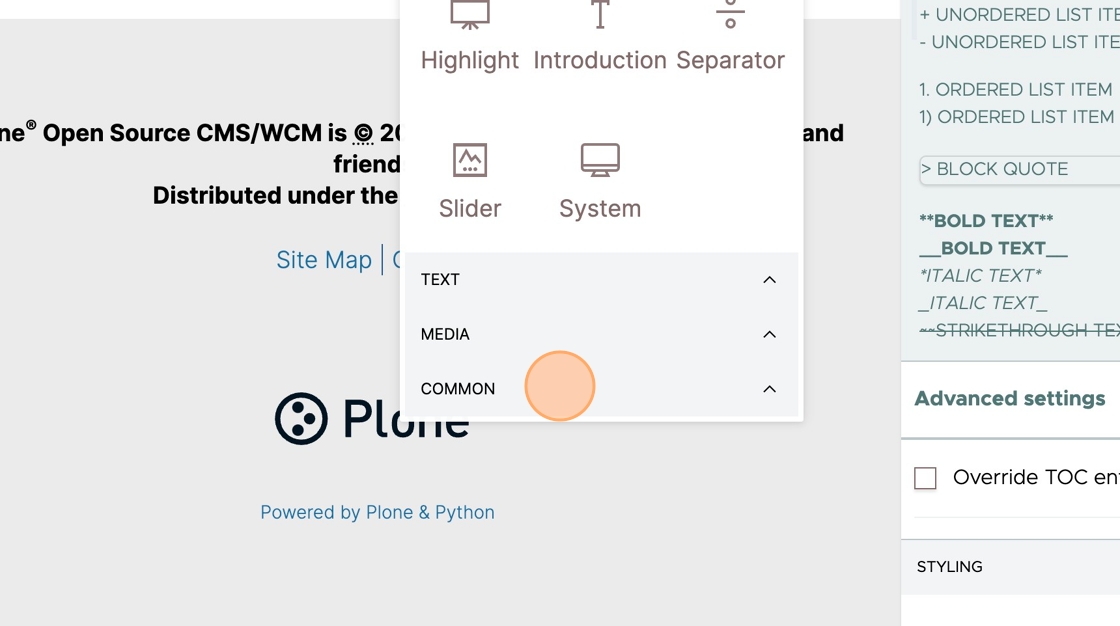 Highlight Introduction Separator
Slider System
TEXT
MEDIA
COMMON
ne® Open Source CMS/WCM is © 20
and
friend
Distributed under the
Site Map |
Plone
Powered by Plone & Python
+ UNORDERED LIST ITE
- UNORDERED LIST ITE
1. ORDERED LIST ITEM
1) ORDERED LIST ITEM
> BLOCK QUOTE
**BOLD TEXT**
__BOLD TEXT__
*ITALIC TEXT*
_ITALIC TEXT_
~~STRIKETHROUGH TEX
Advanced settings
Override TOC en
STYLING